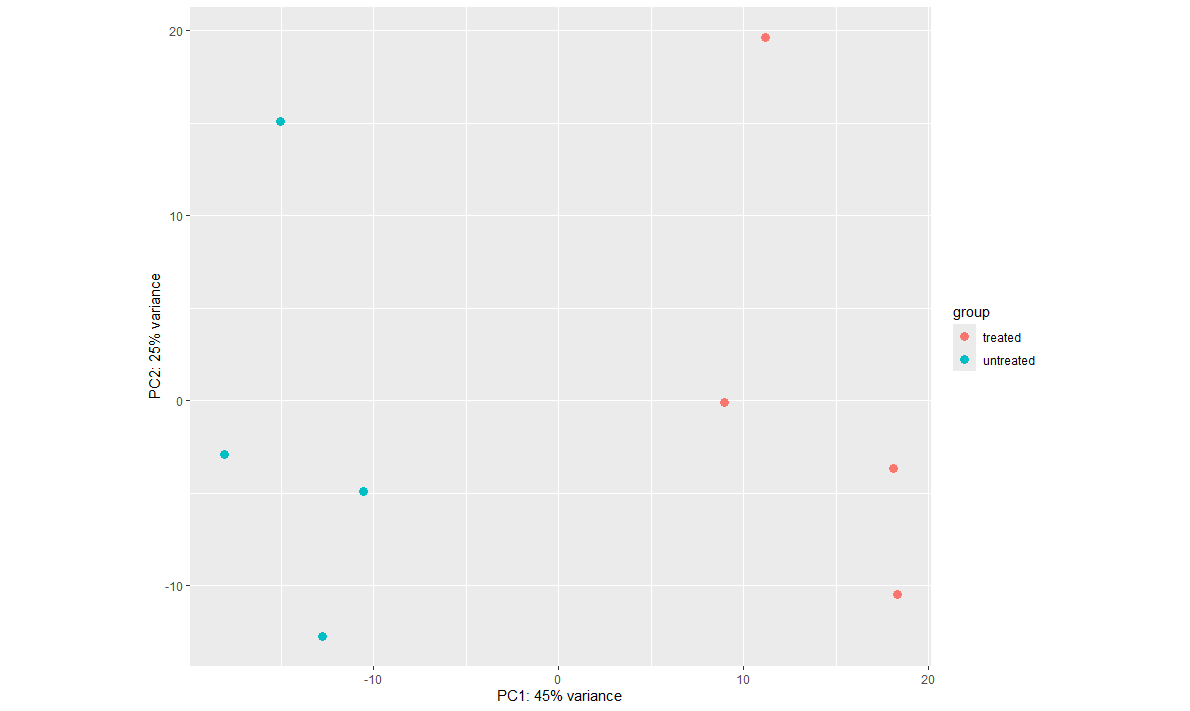 20
10
0
-10
PC2: 25% variance
-10 0 10 20
PC1: 45% variance
group
treated
untreated